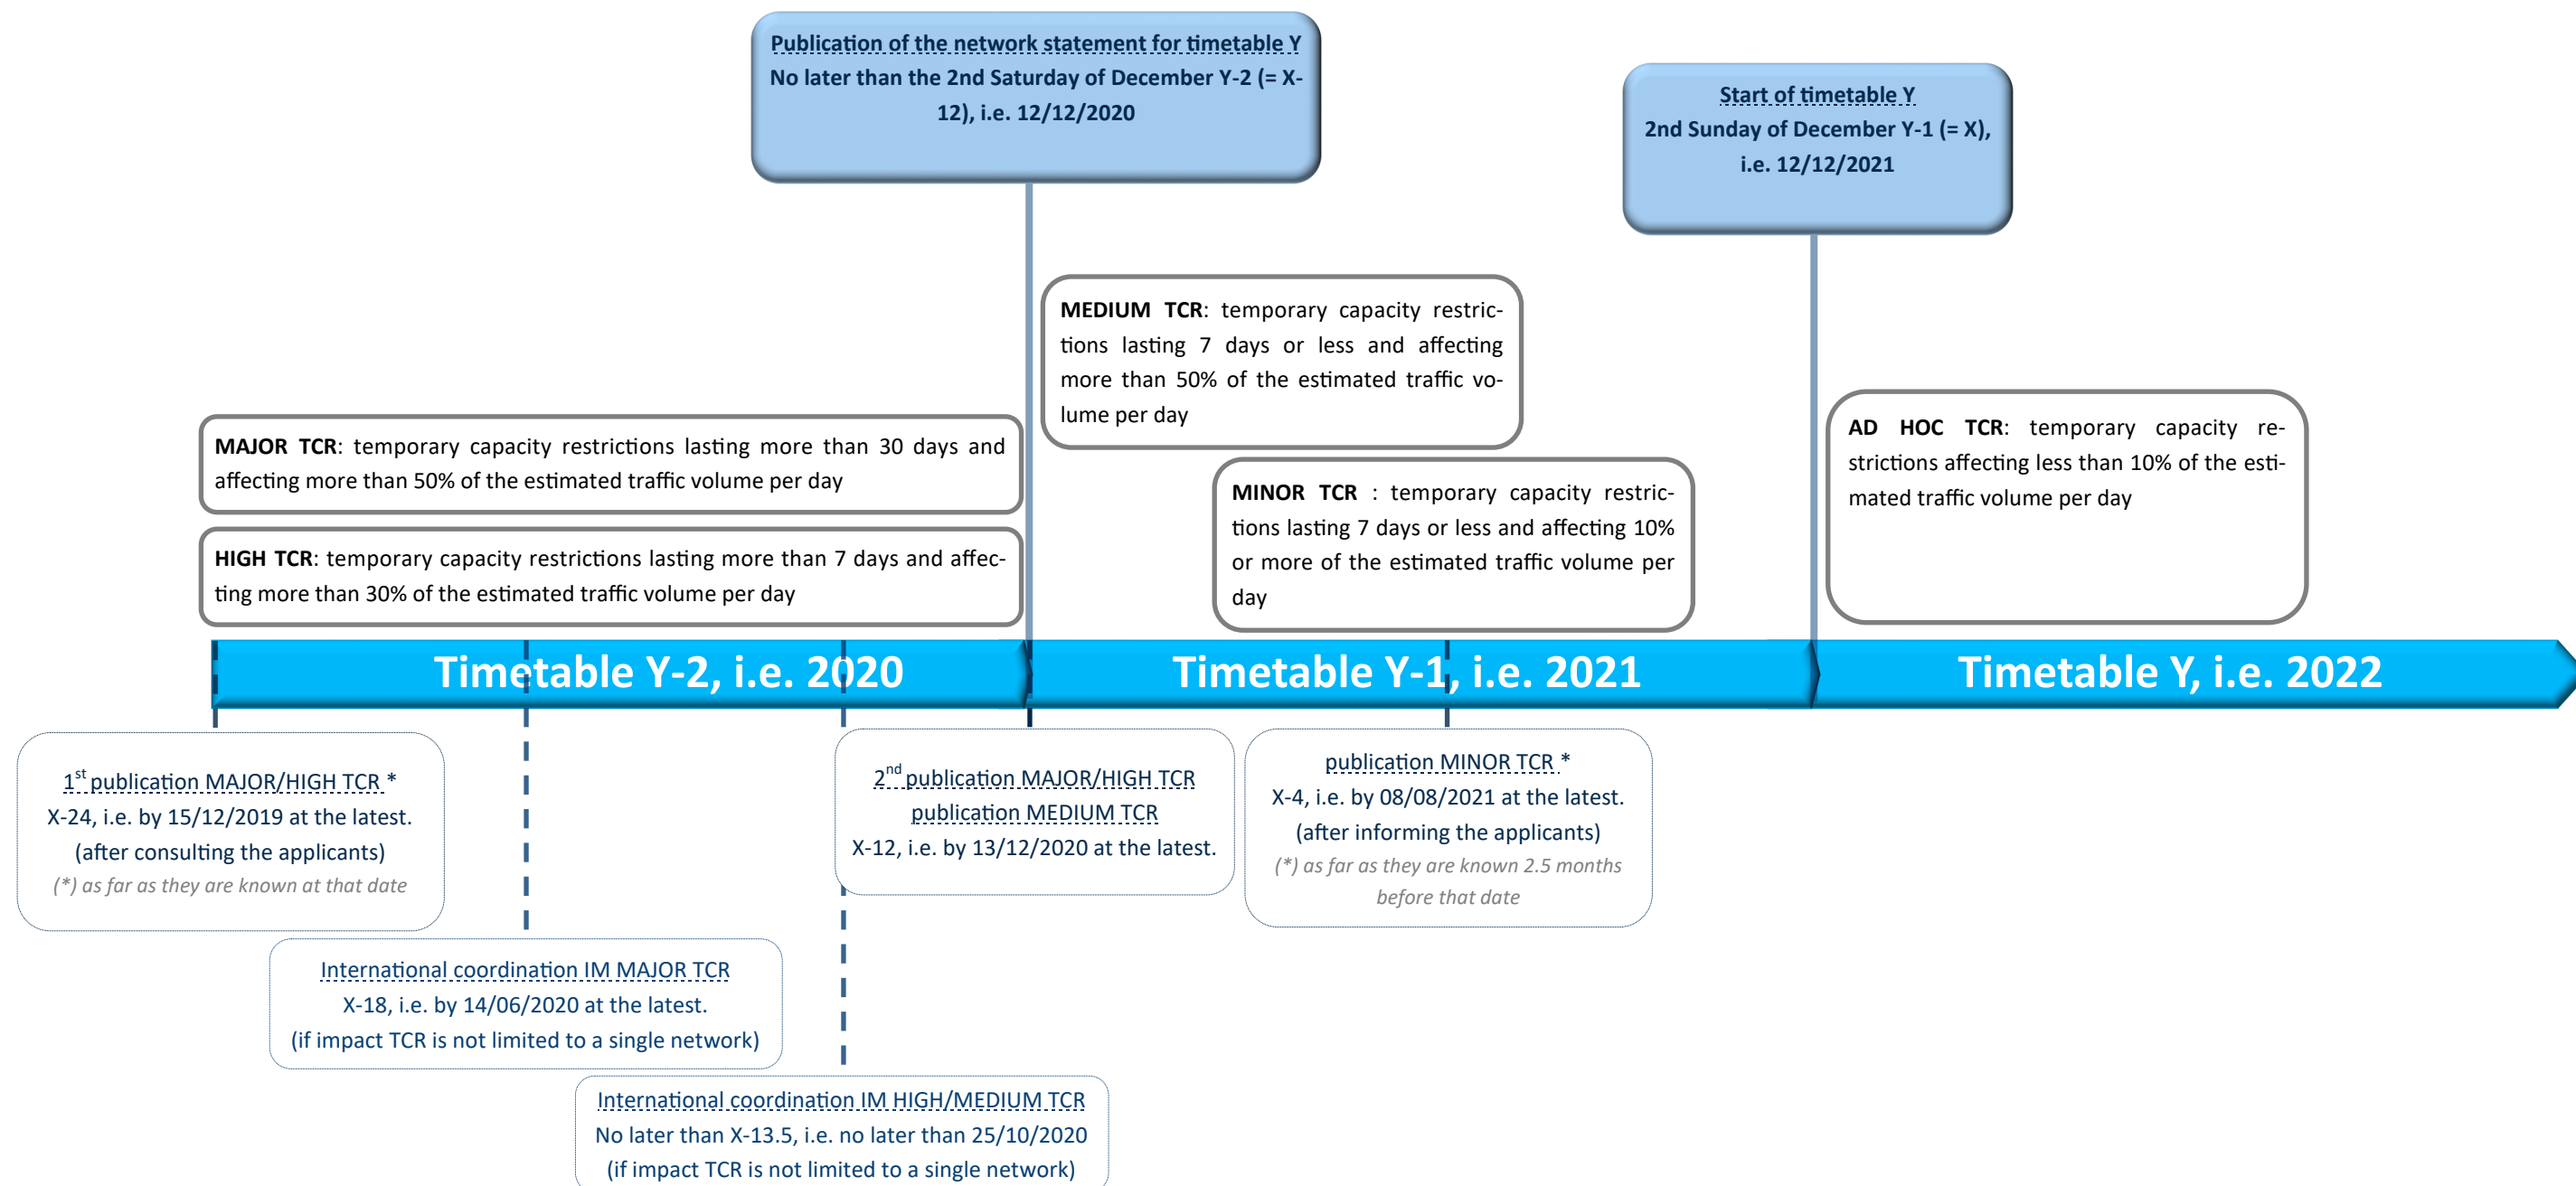 Publication of the network statement for timetable Y
No later than the 2nd Saturday of December Y-2 (= X-
12), i.e. 12/12/2020
Start of timetable Y
2nd Sunday of December Y-1 (= X),
i.e. 12/12/2021
MEDIUM TCR: temporary capacity restric-
tions lasting 7 days or less and affecting
more than 50% of the estimated traffic vo-
lume per day
MAJOR TCR: temporary capacity restrictions lasting more than 30 days and
affecting more than 50% of the estimated traffic volume per day
AD HOC TCR: temporary capacity re-
strictions affecting less than 10% of the esti-
mated traffic volume per day
MINOR TCR : temporary capacity restric-
tions lasting 7 days or less and affecting 10%
or more of the estimated traffic volume per
day
HIGH TCR: temporary capacity restrictions lasting more than 7 days and affec-
ting more than 30% of the estimated traffic volume per day
Timetable Y-2, i.e. 2020
Timetable Y-1, i.e. 2021
Timetable Y, i.e. 2022
1st publication MAJOR/HIGH TCR *
X-24, i.e. by 15/12/2019 at the latest.
(after consulting the applicants)
(*) as far as they are known at that date
2nd publication MAJOR/HIGH TCR
publication MEDIUM TCR
X-12, i.e. by 13/12/2020 at the latest.
publication MINOR TCR *
X-4, i.e. by 08/08/2021 at the latest.
(after informing the applicants)
(*) as far as they are known 2.5 months
before that date
International coordination IM MAJOR TCR
X-18, i.e. by 14/06/2020 at the latest.
(if impact TCR is not limited to a single network)
International coordination IM HIGH/MEDIUM TCR
No later than X-13.5, i.e. no later than 25/10/2020
(if impact TCR is not limited to a single network)